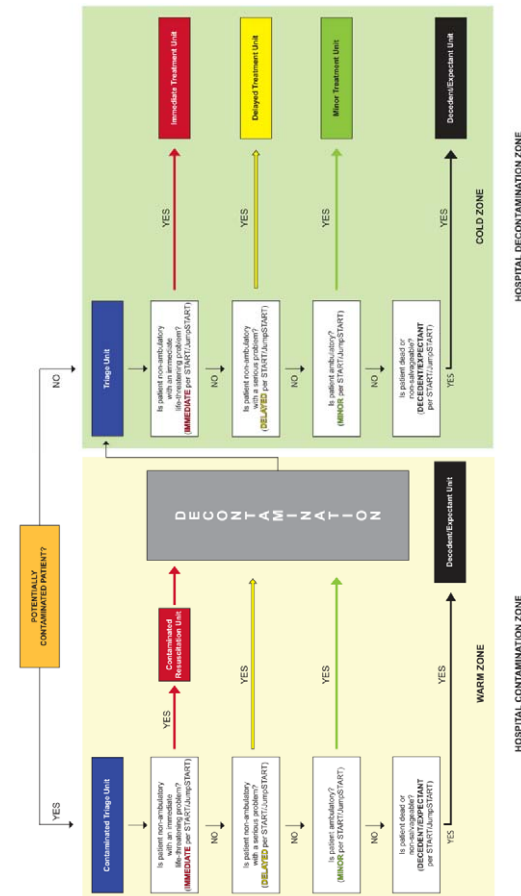 POTENTIALLY
CONTAMINATED PATIENT?
YES
NO
Contaminated Triage Unit
Is patient non-ambulatory
with an immediate
life-threatening problem?
(IMMEDIATE per START/JumpSTART)
YES
Contaminated
Resuscitation Unit
NO
Is patient non-ambulatory
with a serious problem?
(DELAYED per START/JumpSTART)
YES
NO
Is patient ambulatory?
(MINOR per START/JumpSTART)
YES
NO
Is patient dead or
non-salvageable?
(DECEDENT/EXPECTANT
per START/JumpSTART)
YES
YES
Decedent/Expectant Unit
DECONTAMINATION
WARM ZONE
HOSPITAL CONTAMINATION ZONE
Triage Unit
Is patient non-ambulatory
with an immediate
life-threatening problem?
(IMMEDIATE per START/JumpSTART)
YES
Immediate Treatment Unit
NO
Is patient non-ambulatory
with a serious problem?
(DELAYED per START/JumpSTART)
YES
Delayed Treatment Unit
NO
Is patient ambulatory?
(MINOR per START/JumpSTART)
YES
Minor Treatment Unit
NO
Is patient dead or
non-salvageable?
(DECEDENT/EXPECTANT
per START/JumpSTART)
YES
YES
Decedent/Expectant Unit
COLD ZONE
HOSPITAL DECONTAMINATION ZONE